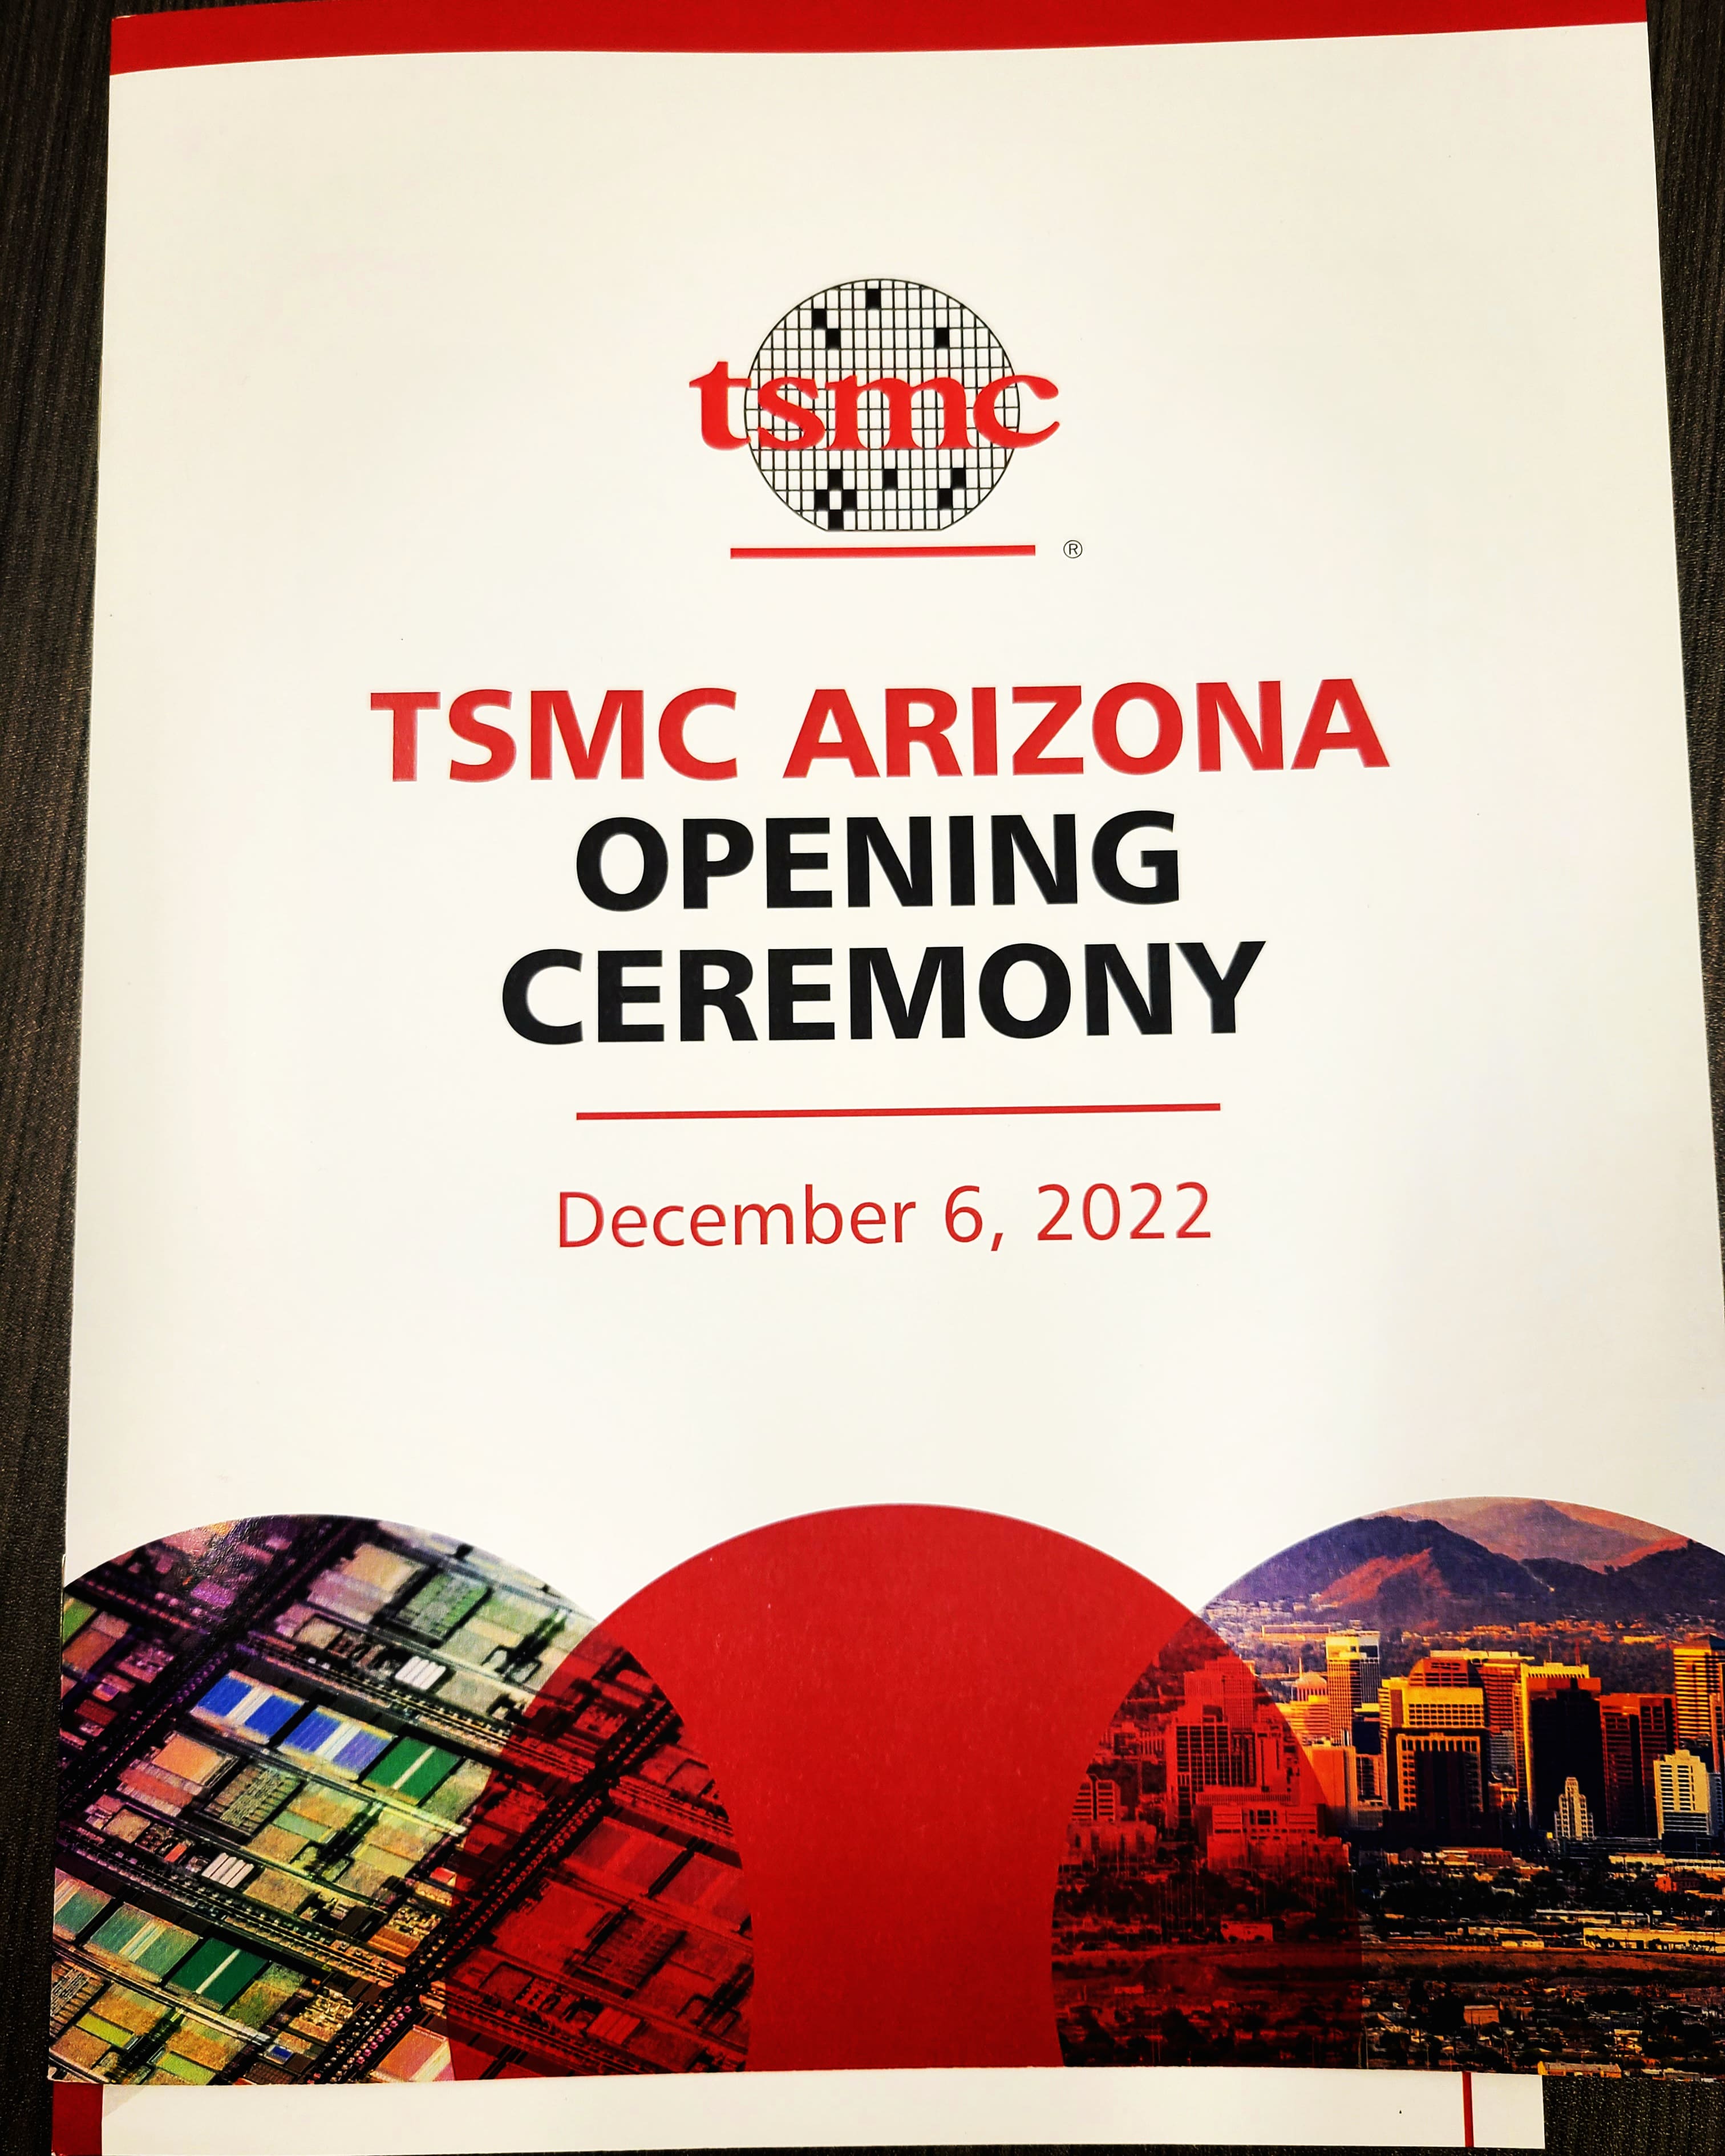 tsmc
®
TSMC ARIZONA
OPENING
CEREMONY
December 6, 2022